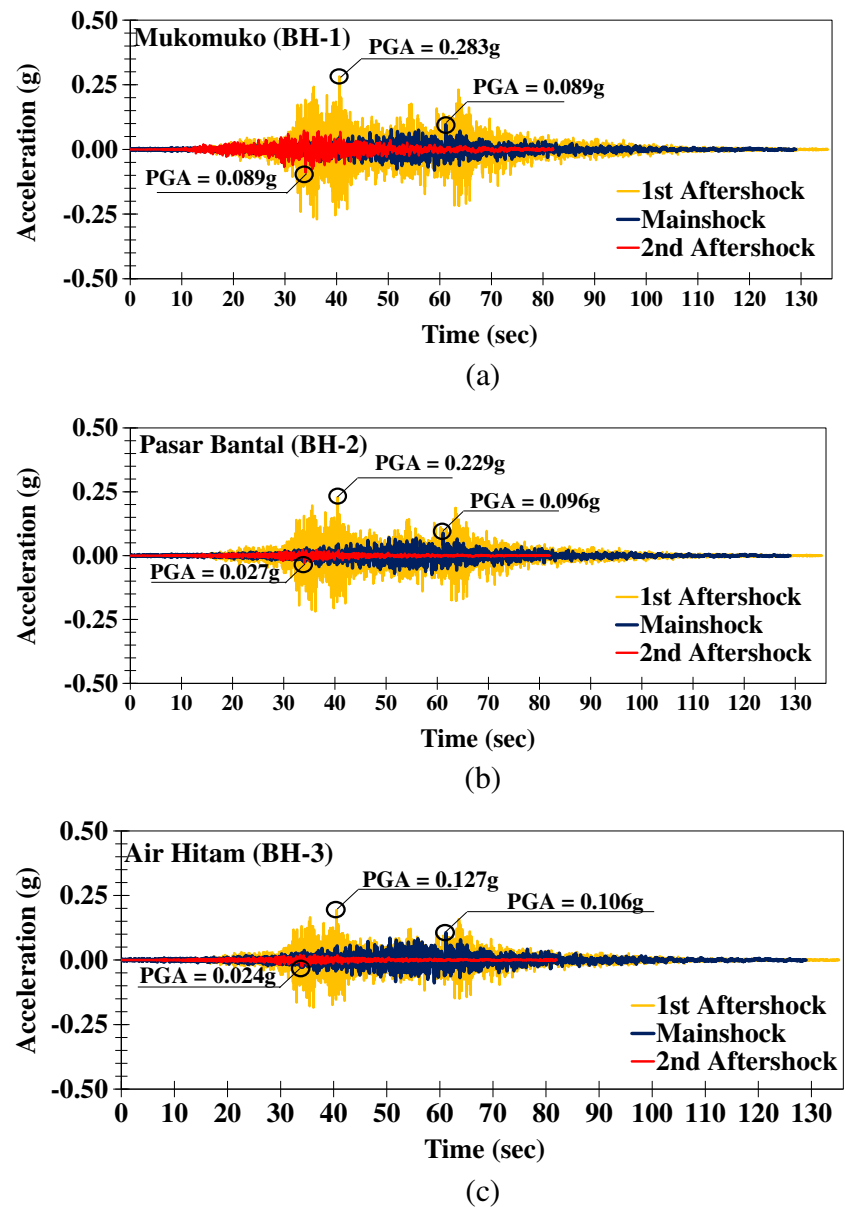 Mukomuko (BH-1)
PGA = 0.283g
PGA = 0.089g
PGA = 0.089g
0.50
0.25
0.00
-0.25
-0.50
Acceleration (g)
1st Aftershock
Mainshock
2nd Aftershock
0 10 20 30 40 50 60 70 80 90 100 110 120 130
Time (sec)
(a)
Pasar Bantal (BH-2)
PGA = 0.229g
PGA = 0.096g
PGA = 0.027g
0.50
0.25
0.00
-0.25
-0.50
Acceleration (g)
1st Aftershock
Mainshock
2nd Aftershock
0 10 20 30 40 50 60 70 80 90 100 110 120 130
Time (sec)
(b)
Air Hitam (BH-3)
PGA = 0.127g
PGA = 0.106g
PGA = 0.024g
0.50
0.25
0.00
-0.25
-0.50
Acceleration (g)
1st Aftershock
Mainshock
2nd Aftershock
0 10 20 30 40 50 60 70 80 90 100 110 120 130
Time (sec)
(c)